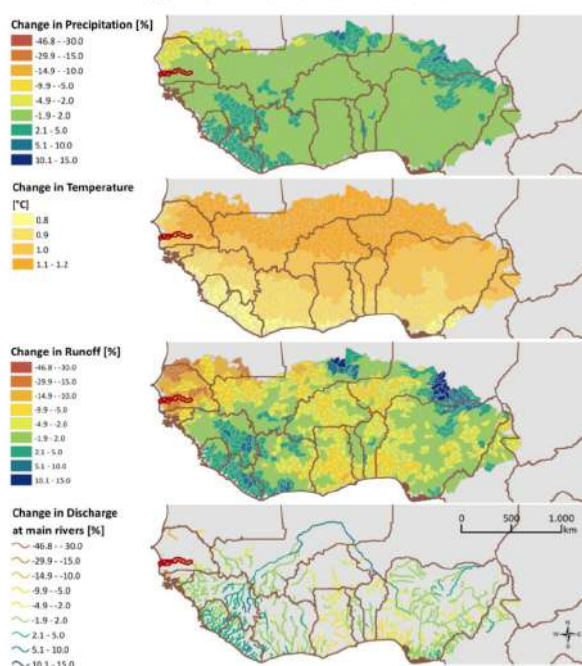 Change in Precipitation [%]
-46.8 - -30.0
-29.9 - -15.0
-14.9 - -10.0
-9.9 - -5.0
-4.9 - -2.0
-1.9 - 2.0
2.1 - 5.0
5.1 - 10.0
10.1 - 15.0
Change in Temperature
[°C]
0.8
0.9
1.0
1.1 - 1.2
Change in Runoff [%]
-46.8 - -30.0
-29.9 - -15.0
-14.9 - -10.0
-9.9 - -5.0
-4.9 - -2.0
-1.9 - 2.0
2.1 - 5.0
5.1 - 10.0
10.1 - 15.0
Change in Discharge
at main rivers [%]
-46.8 - -30.0
-29.9 - -15.0
-14.9 - -10.0
-9.9 - -5.0
-4.9 - -2.0
-1.9 - 2.0
2.1 - 5.0
5.1 - 10.0
10.1 - 15.0
0 500 1.000
km
N
W E
S